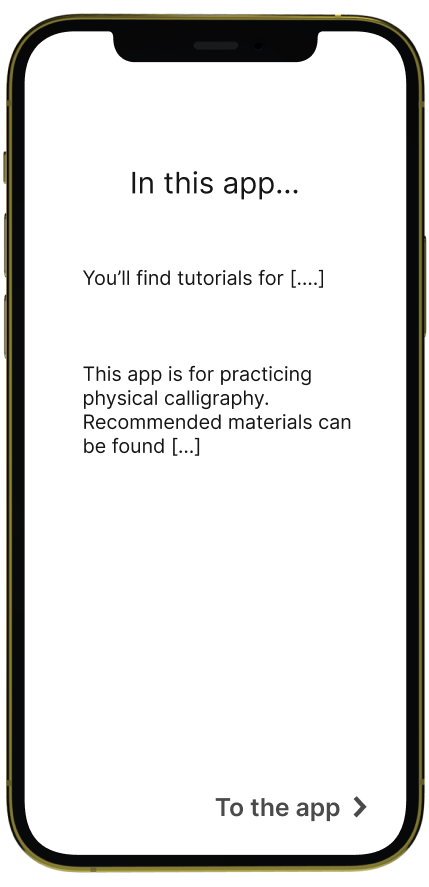 In this app...
You’ll find tutorials for [....]
This app is for practicing
physical calligraphy.
Recommended materials can
be found [...]
To the app